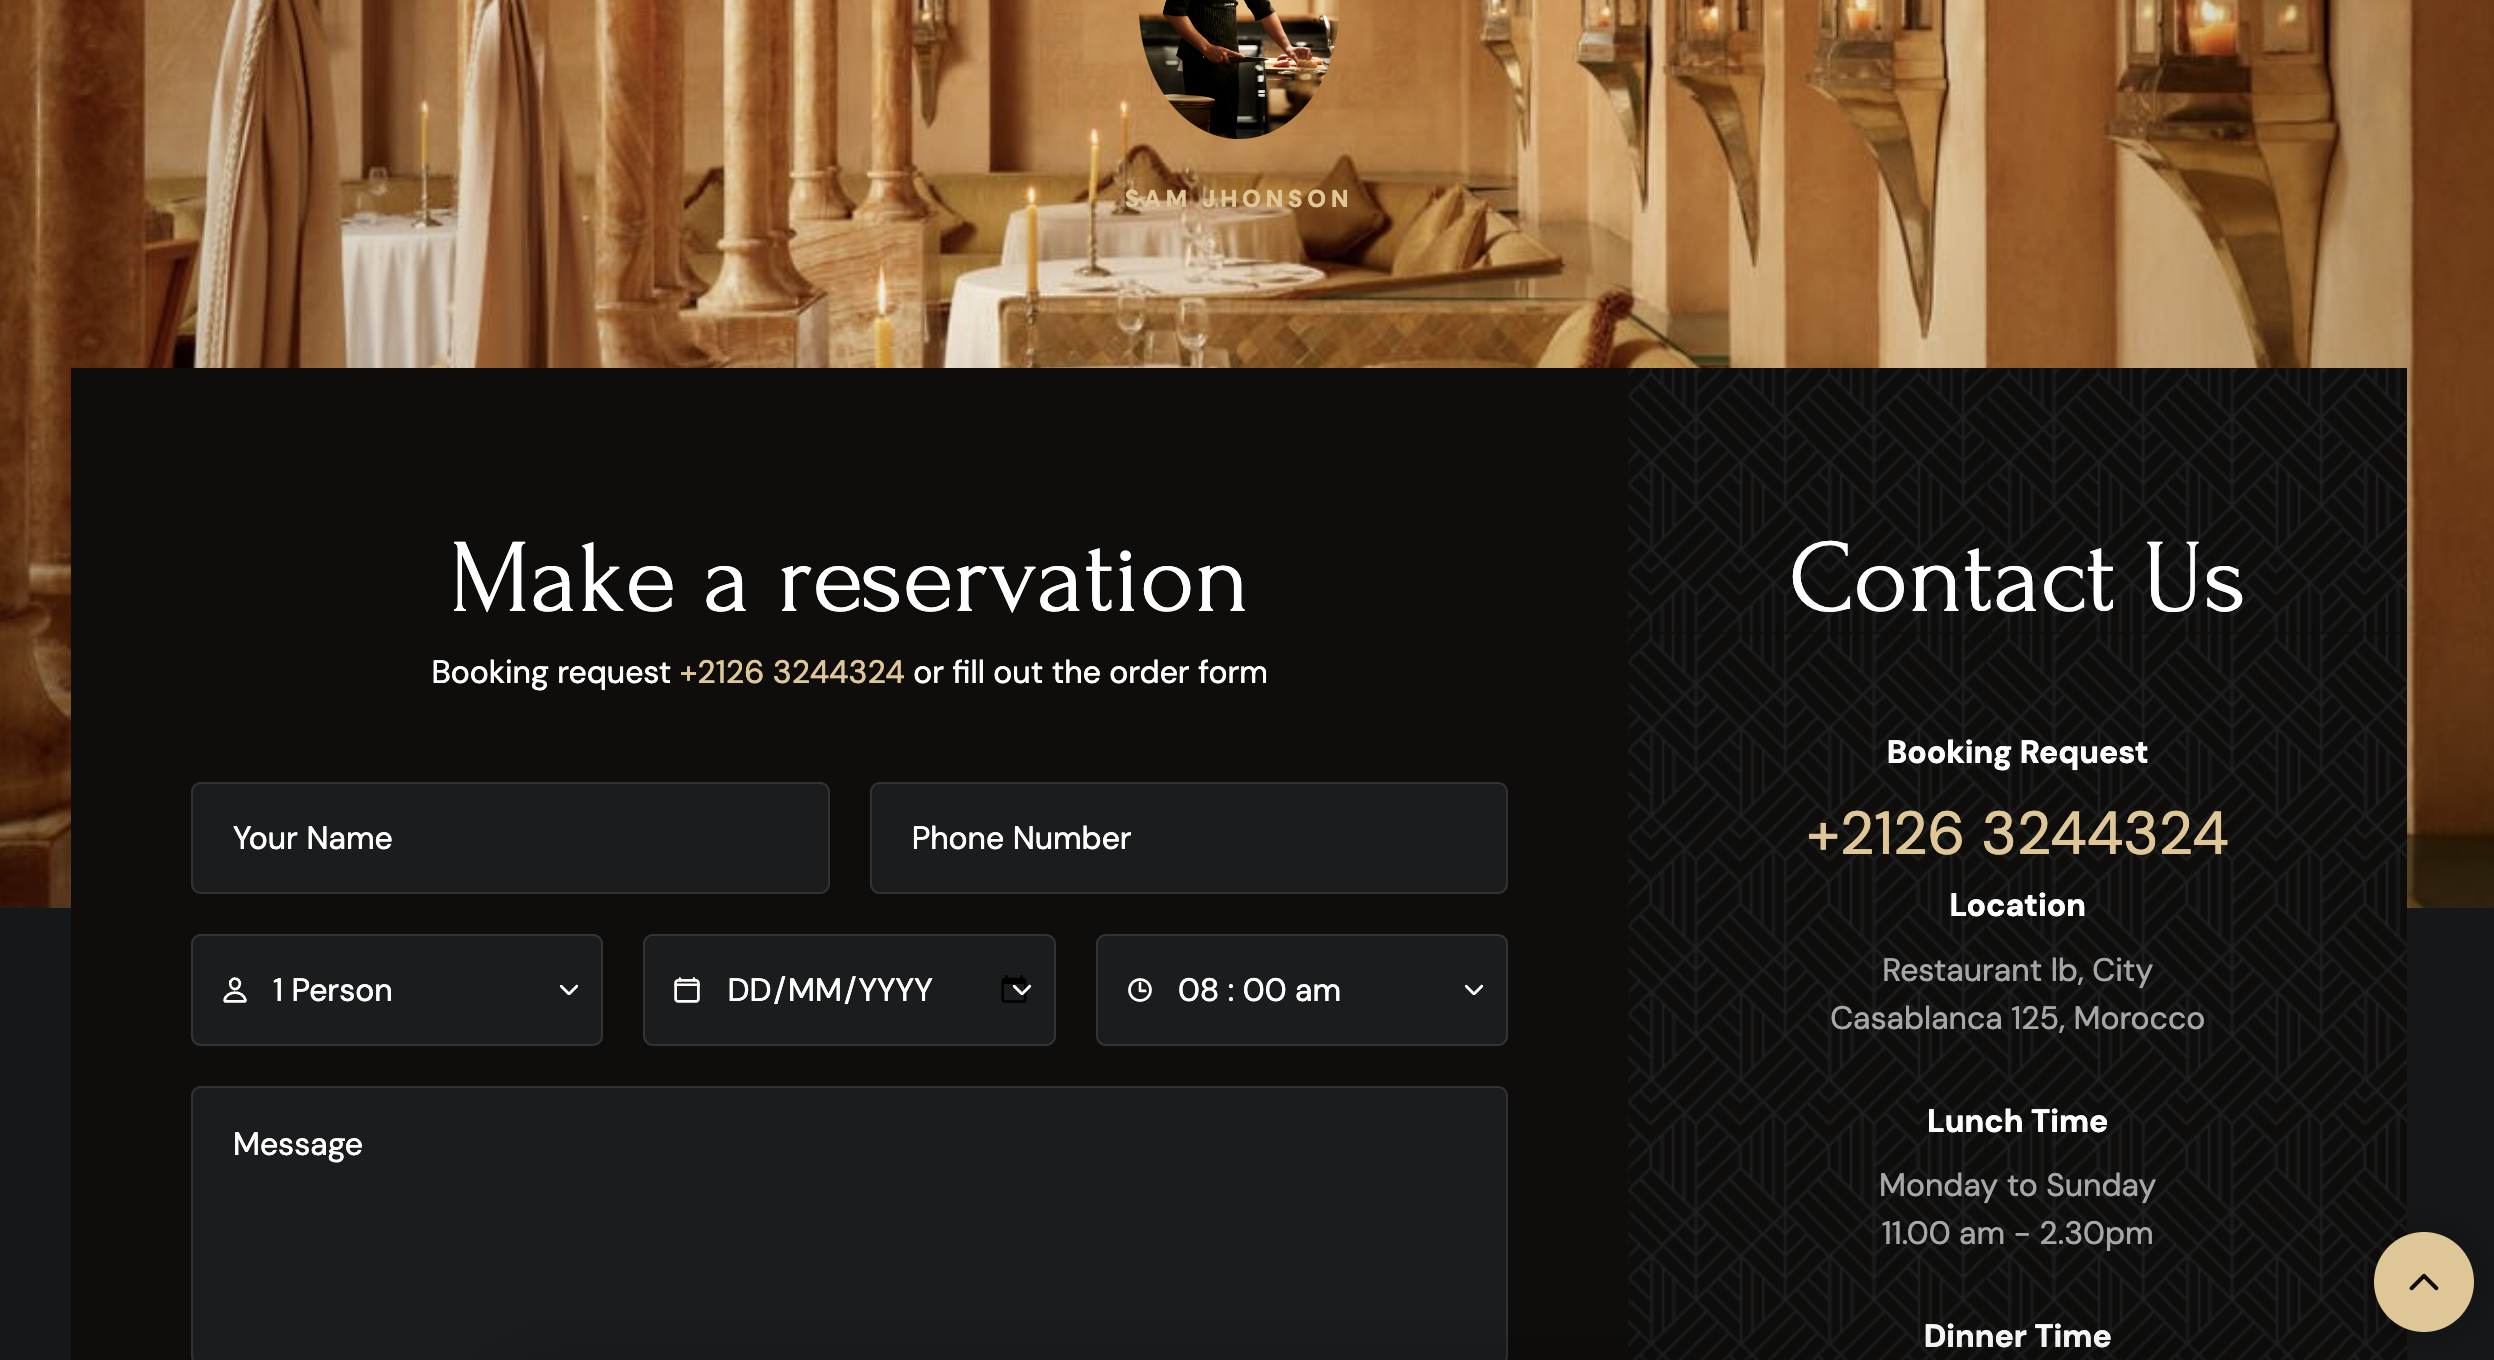 SAM JHONSON
Make a reservation
Booking request +2126 3244324 or fill out the order form
Your Name
Phone Number
1 Person
DD/MM/YYYY
08 : 00 am
Message
Contact Us
Booking Request
+2126 3244324
Location
Restaurant lb, City
Casablanca 125, Morocco
Lunch Time
Monday to Sunday
11.00 am - 2.30pm
Dinner Time